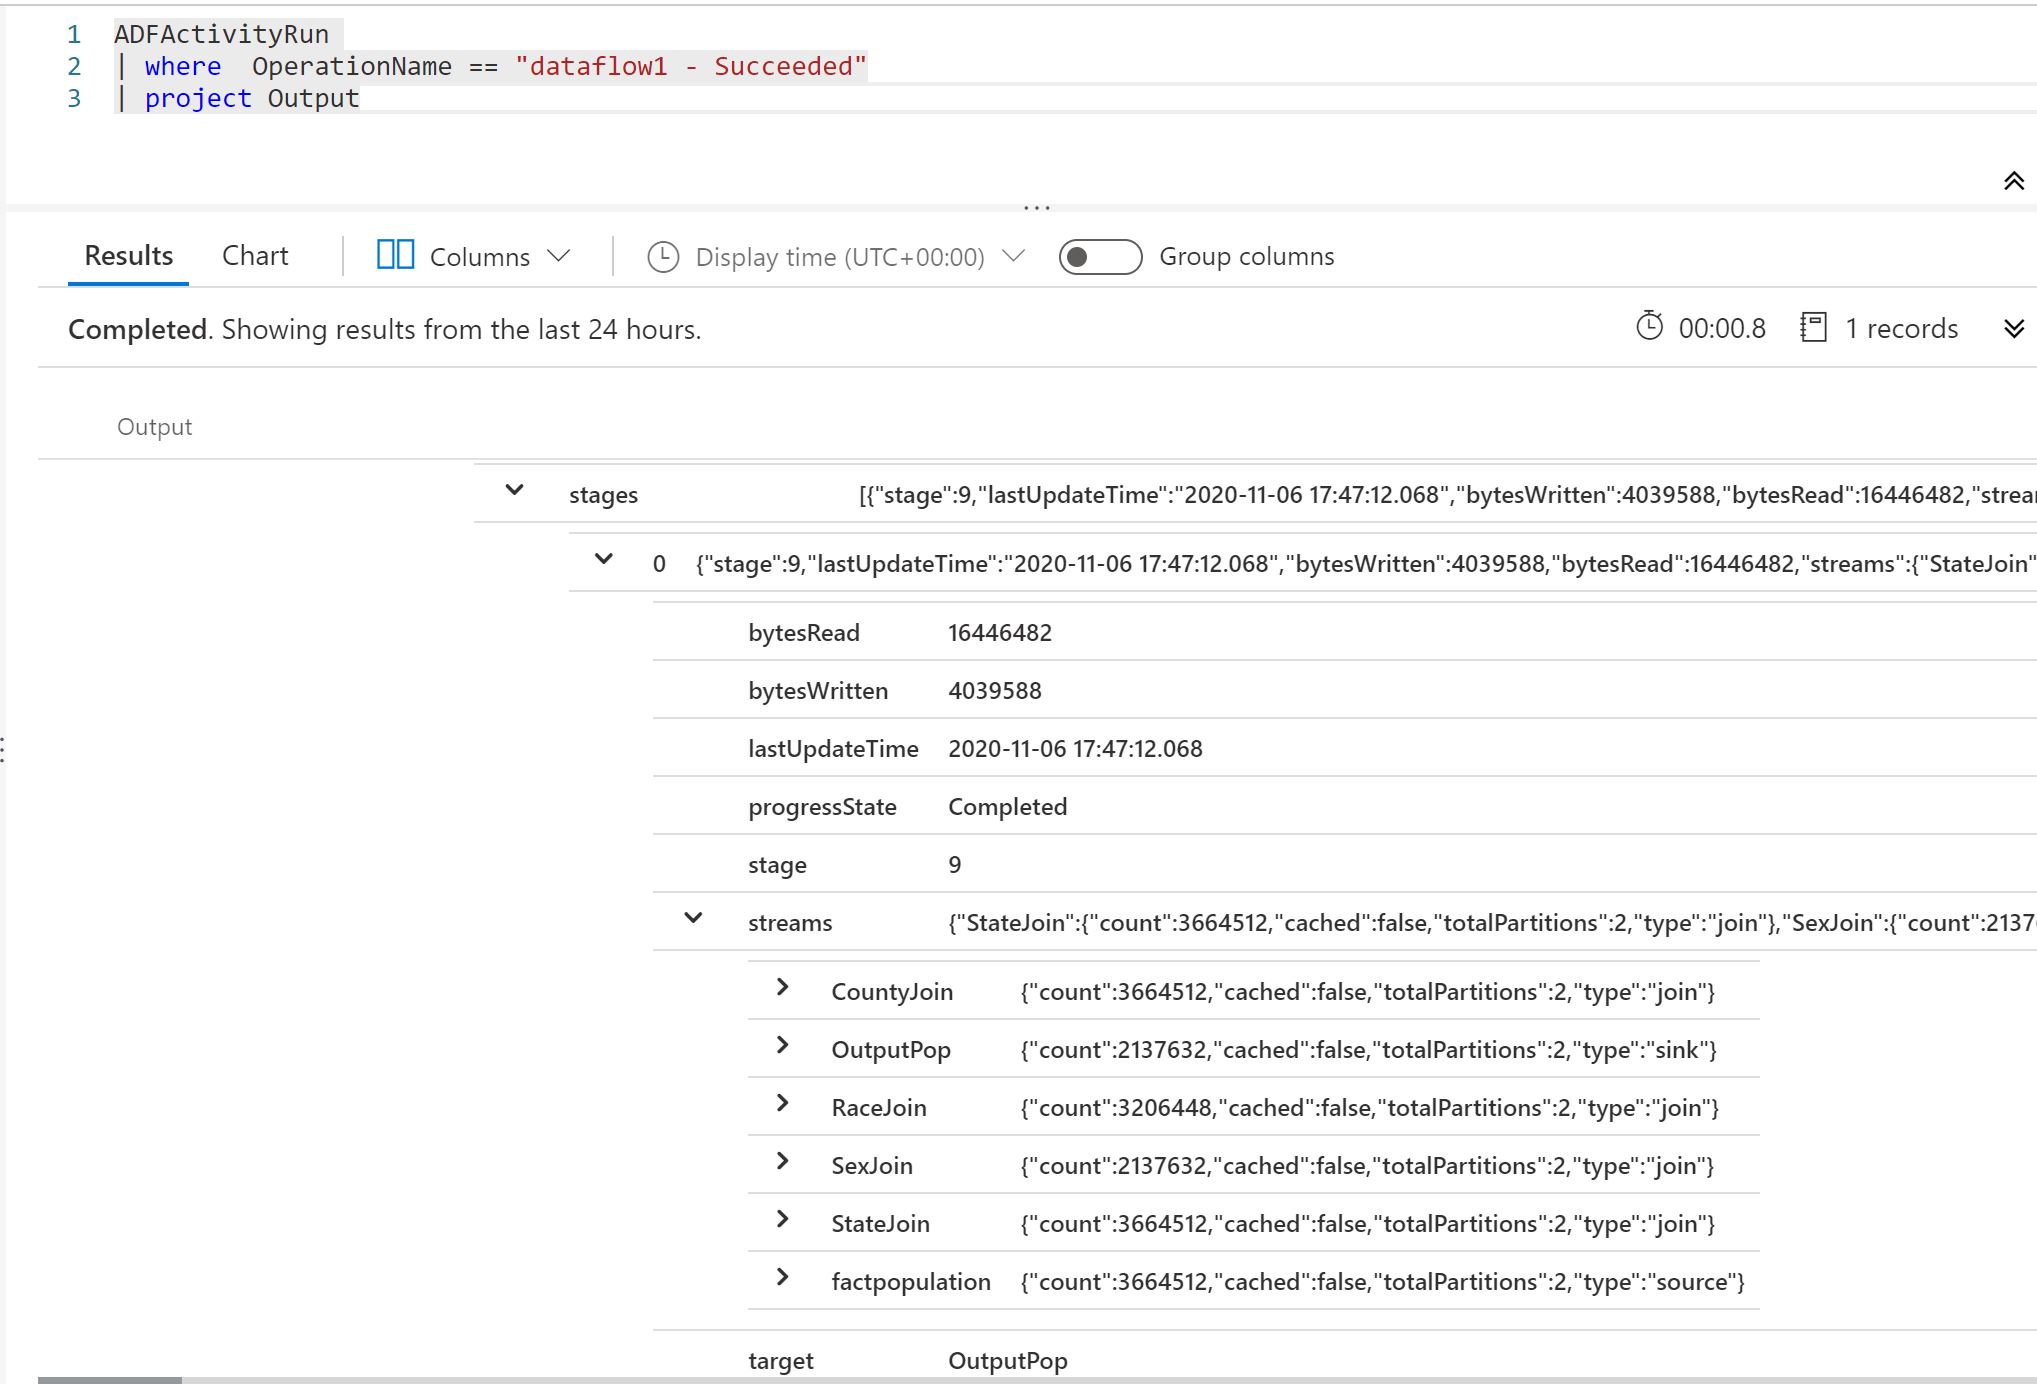 1 ADFActivityRun
2 | where  OperationName == "dataflow1 - Succeeded"
3 | project Output
Results Chart Columns Display time (UTC+00:00) Group columns
Completed. Showing results from the last 24 hours. 00:00.8 1 records
Output
stages [{"stage":9,"lastUpdateTime":"2020-11-06 17:47:12.068","bytesWritten":4039588,"bytesRead":16446482,"strea
0 {"stage":9,"lastUpdateTime":"2020-11-06 17:47:12.068","bytesWritten":4039588,"bytesRead":16446482,"streams":{"StateJoin"
bytesRead 16446482
bytesWritten 4039588
lastUpdateTime 2020-11-06 17:47:12.068
progressState Completed
stage 9
streams {"StateJoin":{"count":3664512,"cached":false,"totalPartitions":2,"type":"join"},"SexJoin":{"count":2137
CountyJoin {"count":3664512,"cached":false,"totalPartitions":2,"type":"join"}
OutputPop {"count":2137632,"cached":false,"totalPartitions":2,"type":"sink"}
RaceJoin {"count":3206448,"cached":false,"totalPartitions":2,"type":"join"}
SexJoin {"count":2137632,"cached":false,"totalPartitions":2,"type":"join"}
StateJoin {"count":3664512,"cached":false,"totalPartitions":2,"type":"join"}
factpopulation {"count":3664512,"cached":false,"totalPartitions":2,"type":"source"}
target OutputPop